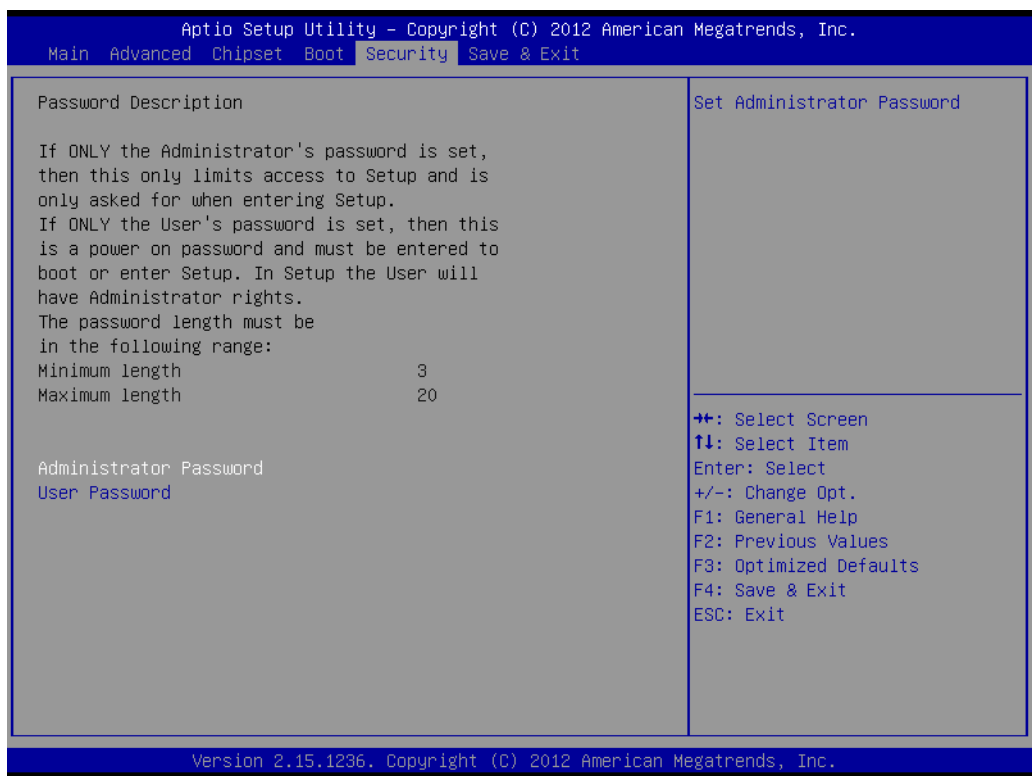 Aptio Setup Utility – Copyright (C) 2012 American Megatrends, Inc.
Main Advanced Chipset Boot Security Save & Exit
Password Description
If ONLY the Administrator's password is set,
then this only limits access to Setup and is
only asked for when entering Setup.
If ONLY the User's password is set, then this
is a power on password and must be entered to
boot or enter Setup. In Setup the User will
have Administrator rights.
The password length must be
in the following range:
Minimum length 3
Maximum length 20
Administrator Password
User Password
Set Administrator Password
→←: Select Screen
↑↓: Select Item
Enter: Select
+/-: Change Opt.
F1: General Help
F2: Previous Values
F3: Optimized Defaults
F4: Save & Exit
ESC: Exit
Version 2.15.1236. Copyright (C) 2012 American Megatrends, Inc.